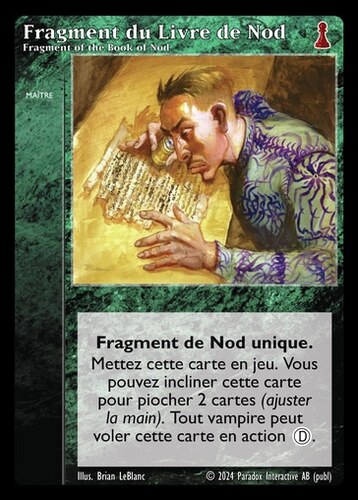 Fragment du Livre de Nod
Fragment of the Book of Nod
MAÎTRE
Fragment de Nod unique.
Mettez cette carte en jeu. Vous
pouvez incliner cette carte
pour piocher 2 cartes (ajuster
la main). Tout vampire peut
voler cette carte en action Ⓓ.
Illus. Brian LeBlanc
© 2024 Paradox Interactive AB (publ)